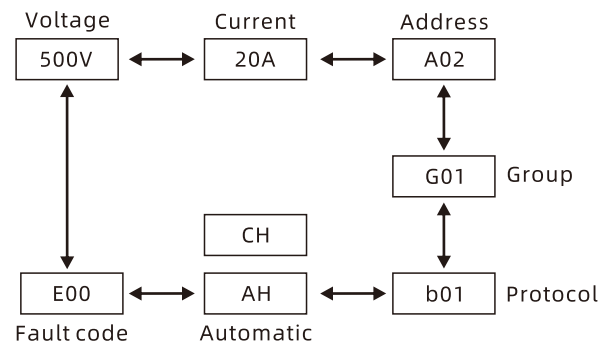 Voltage Current Address
500V 20A A02
G01 Group
CH
E00 AH b01 Protocol
Fault code Automatic